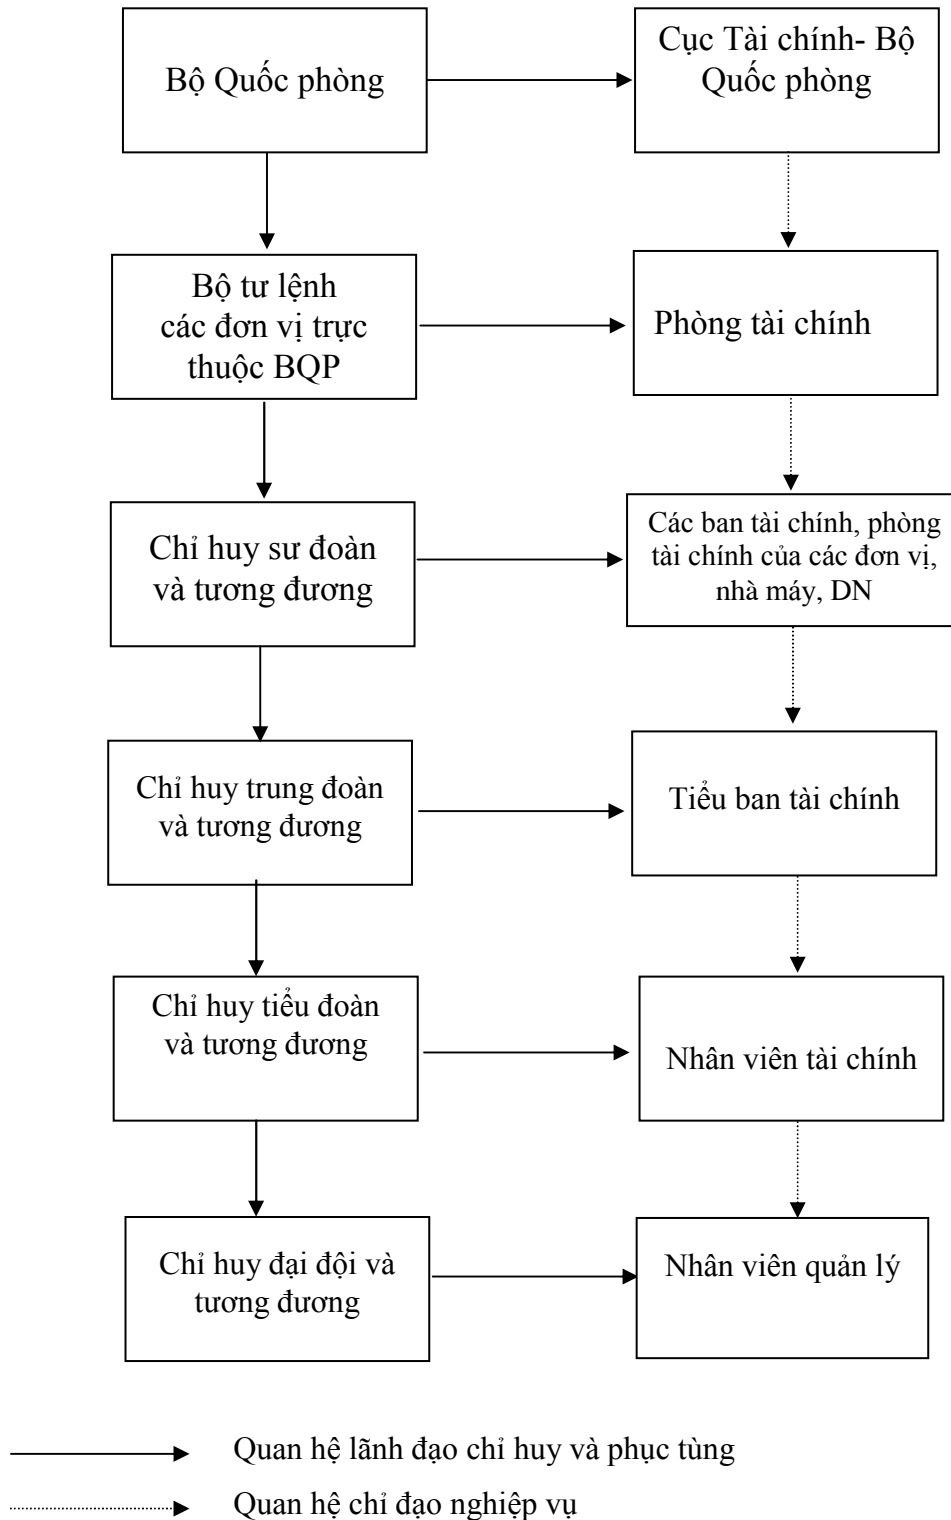 Bộ Quốc phòng
Cục Tài chính- Bộ
Quốc phòng
Bộ tư lệnh
các đơn vị trực
thuộc BQP
Phòng tài chính
Chỉ huy sư đoàn
và tương đương
Các ban tài chính, phòng
tài chính của các đơn vị,
nhà máy, DN
Chỉ huy trung đoàn
và tương đương
Tiểu ban tài chính
Chỉ huy tiểu đoàn
và tương đương
Nhân viên tài chính
Chỉ huy đại đội và
tương đương
Nhân viên quản lý
Quan hệ lãnh đạo chỉ huy và phục tùng
Quan hệ chỉ đạo nghiệp vụ